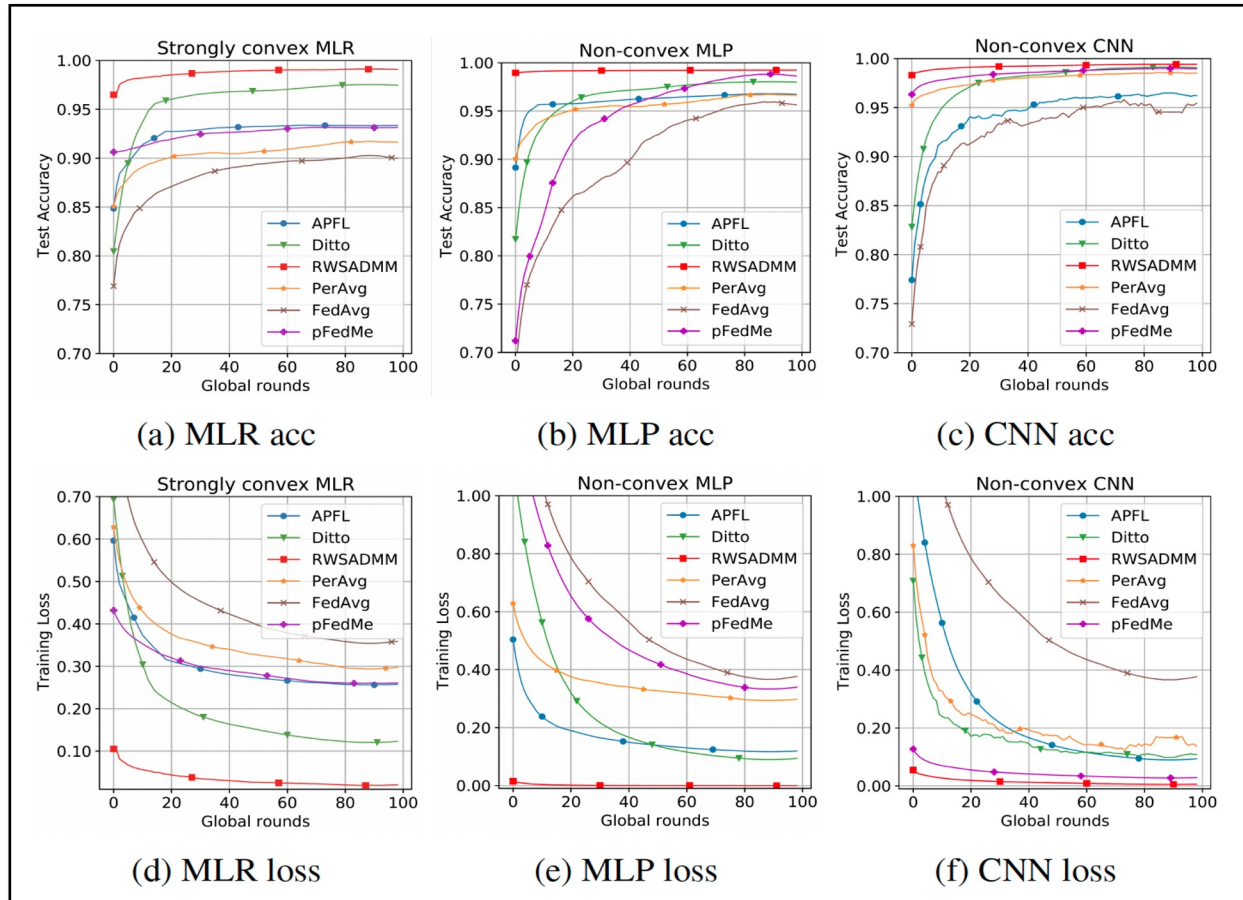 Strongly convex MLR
Test Accuracy
1.00
0.95
0.90
0.85
0.80
0.75
0.70
APFL
Ditto
RWSADMM
PerAvg
FedAvg
pFedMe
0 20 40 60 80 100
Global rounds
(a) MLR acc
Non-convex MLP
Test Accuracy
1.00
0.95
0.90
0.85
0.80
0.75
0.70
APFL
Ditto
RWSADMM
PerAvg
FedAvg
pFedMe
0 20 40 60 80 100
Global rounds
(b) MLP acc
Non-convex CNN
Test Accuracy
1.00
0.95
0.90
0.85
0.80
0.75
0.70
APFL
Ditto
RWSADMM
PerAvg
FedAvg
pFedMe
0 20 40 60 80 100
Global rounds
(c) CNN acc
Strongly convex MLR
Training Loss
0.70
0.60
0.50
0.40
0.30
0.20
0.10
APFL
Ditto
RWSADMM
PerAvg
FedAvg
pFedMe
0 20 40 60 80 100
Global rounds
(d) MLR loss
Non-convex MLP
Training Loss
1.00
0.80
0.60
0.40
0.20
0.00
APFL
Ditto
RWSADMM
PerAvg
FedAvg
pFedMe
0 20 40 60 80 100
Global rounds
(e) MLP loss
Non-convex CNN
Training Loss
1.00
0.80
0.60
0.40
0.20
0.00
APFL
Ditto
RWSADMM
PerAvg
FedAvg
pFedMe
0 20 40 60 80 100
Global rounds
(f) CNN loss